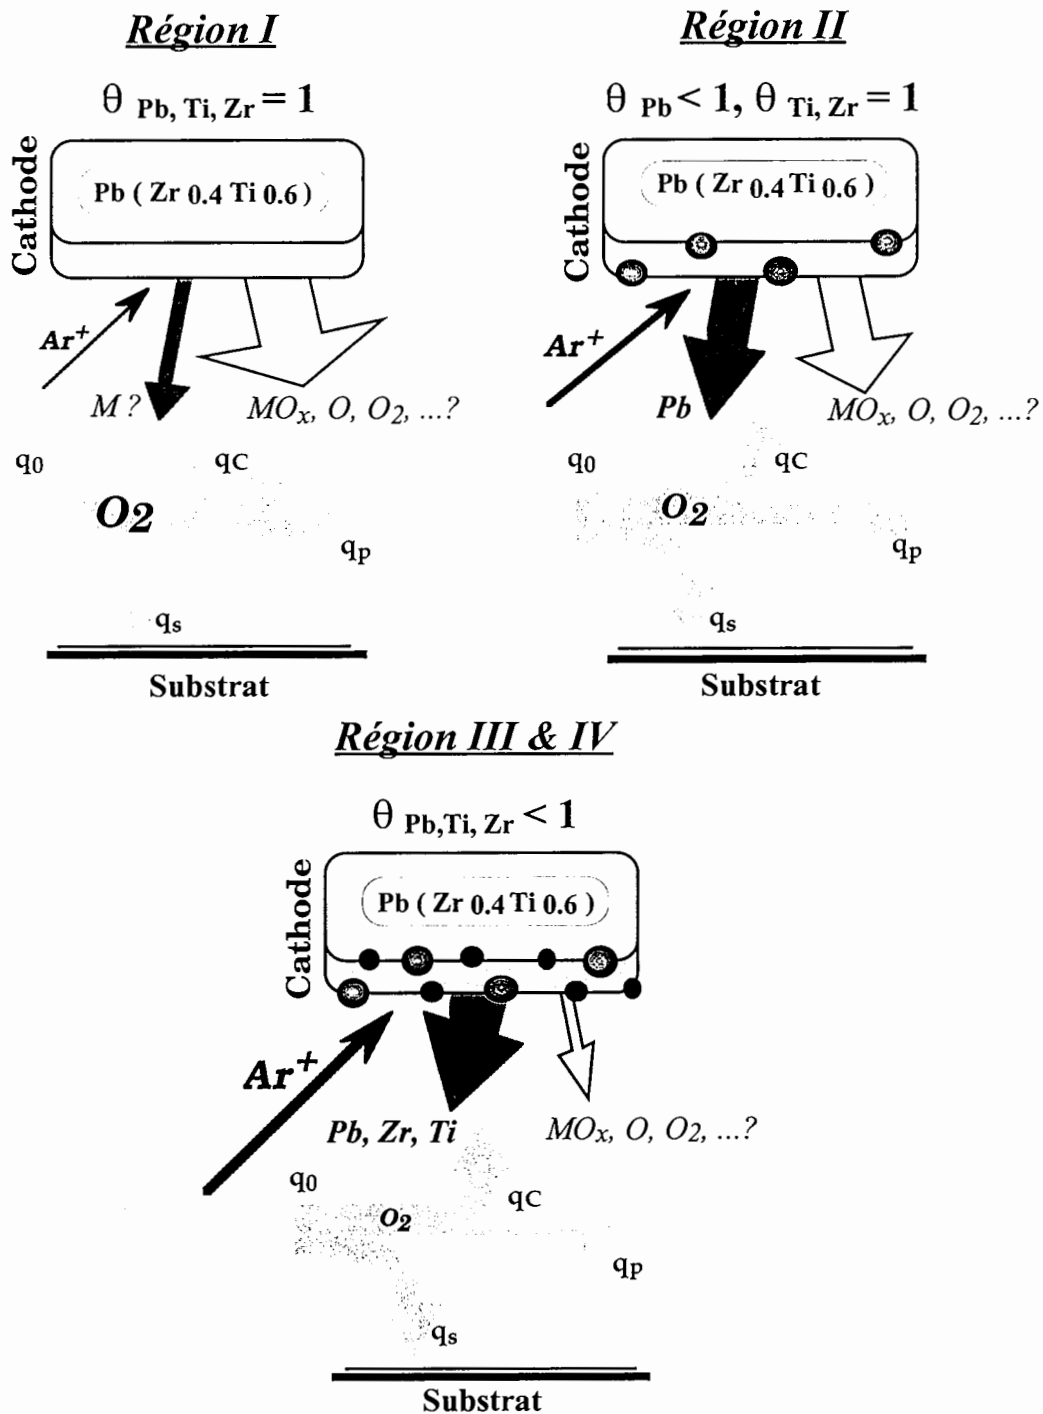 Région I
θ Pb, Ti, Zr = 1
Cathode
Pb ( Zr 0.4 Ti 0.6 )
Ar+
M ?
MOx, O, O2, ...?
q0
qC
O2
qp
qs
Substrat
Région II
θ Pb < 1, θ Ti, Zr = 1
Cathode
Pb ( Zr 0.4 Ti 0.6 )
Ar+
Pb
MOx, O, O2, ...?
q0
qC
O2
qp
qs
Substrat
Région III & IV
θ Pb,Ti, Zr < 1
Cathode
Pb ( Zr 0.4 Ti 0.6 )
Ar+
Pb, Zr, Ti
MOx, O, O2, ...?
q0
qC
O2
qp
qs
Substrat